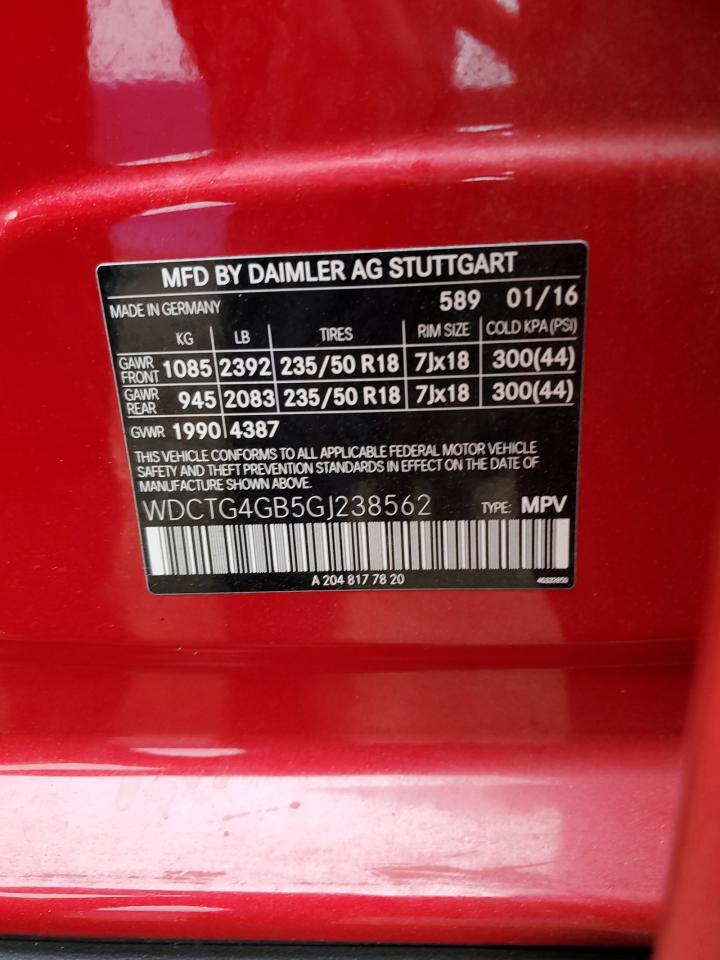 MFD BY DAIMLER AG STUTTGART
MADE IN GERMANY 589 01/16
KG LB TIRES RIM SIZE COLD KPA (PSI)
GAWR FRONT 1085 2392 235/50 R18 7Jx18 300(44)
GAWR REAR 945 2083 235/50 R18 7Jx18 300(44)
GVWR 1990 4387
THIS VEHICLE CONFORMS TO ALL APPLICABLE FEDERAL MOTOR VEHICLE
SAFETY AND THEFT PREVENTION STANDARDS IN EFFECT ON THE DATE OF
MANUFACTURE SHOWN ABOVE.
WDCTG4GB5GJ238562 TYPE: MPV
A 204 817 78 20